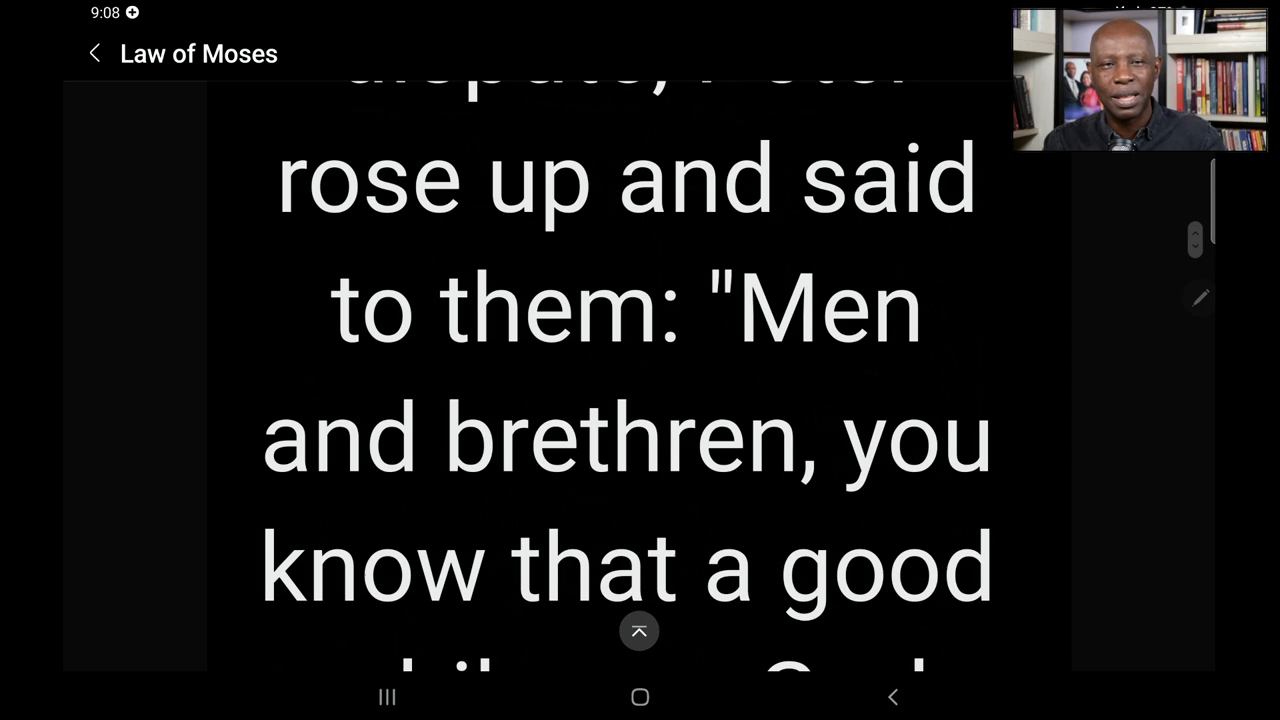 9:08
Law of Moses
rose up and said
to them: "Men
and brethren, you
know that a good